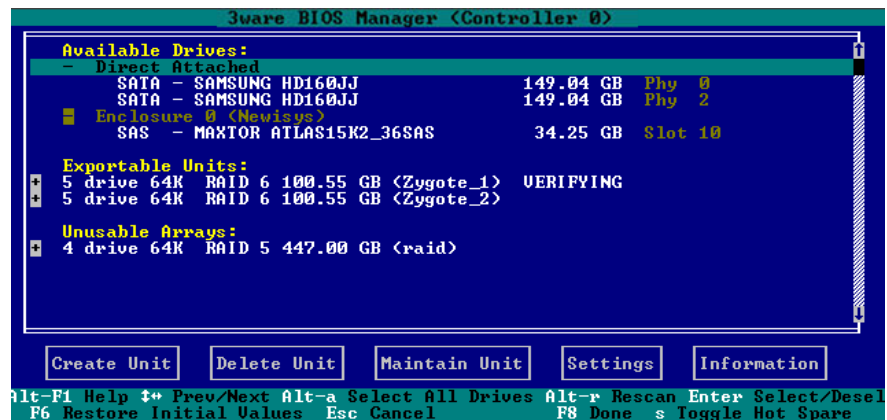 3ware BIOS Manager (Controller 0)
Available Drives:
- Direct Attached
SATA - SAMSUNG HD160JJ 149.04 GB Phy 0
SATA - SAMSUNG HD160JJ 149.04 GB Phy 2
- Enclosure 0 (Newisys)
SAS - MAXTOR ATLAS15K2_36SAS 34.25 GB Slot 10
Exportable Units:
+ 5 drive 64K RAID 6 100.55 GB (Zygote_1) VERIFYING
+ 5 drive 64K RAID 6 100.55 GB (Zygote_2)
Unusable Arrays:
+ 4 drive 64K RAID 5 447.00 GB (raid)
Create Unit Delete Unit Maintain Unit Settings Information
Alt-F1 Help ↕↔ Prev/Next Alt-a Select All Drives Alt-r Rescan Enter Select/Desel
F6 Restore Initial Values Esc Cancel F8 Done s Toggle Hot Spare